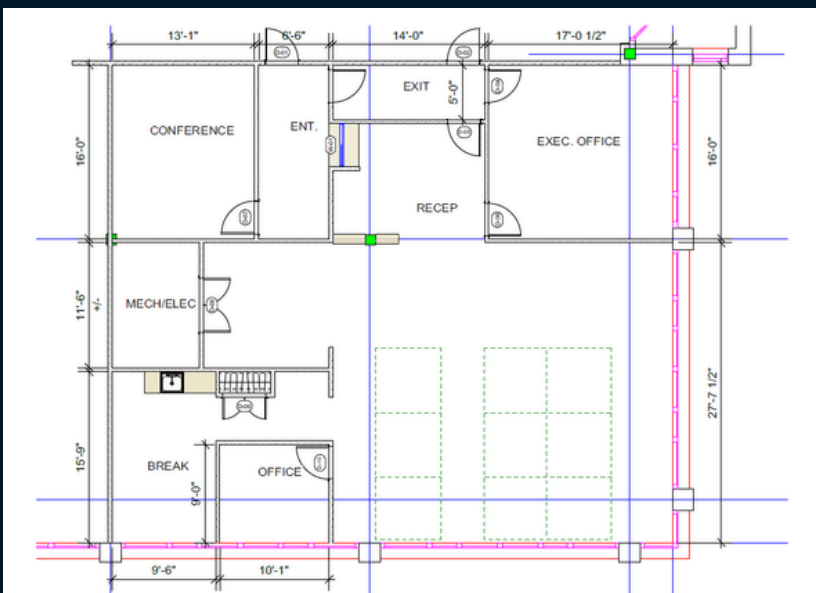 13'-1"
6'-6"
14'-0"
17'-0 1/2"
D-01
D-02
EXIT
5'-0"
CONFERENCE
ENT.
EXEC. OFFICE
16'-0"
16'-0"
RECEP
MECH/ELEC
11'-6"
+/-
27'-7 1/2"
15'-9"
BREAK
OFFICE
9'-0"
9'-6"
10'-1"